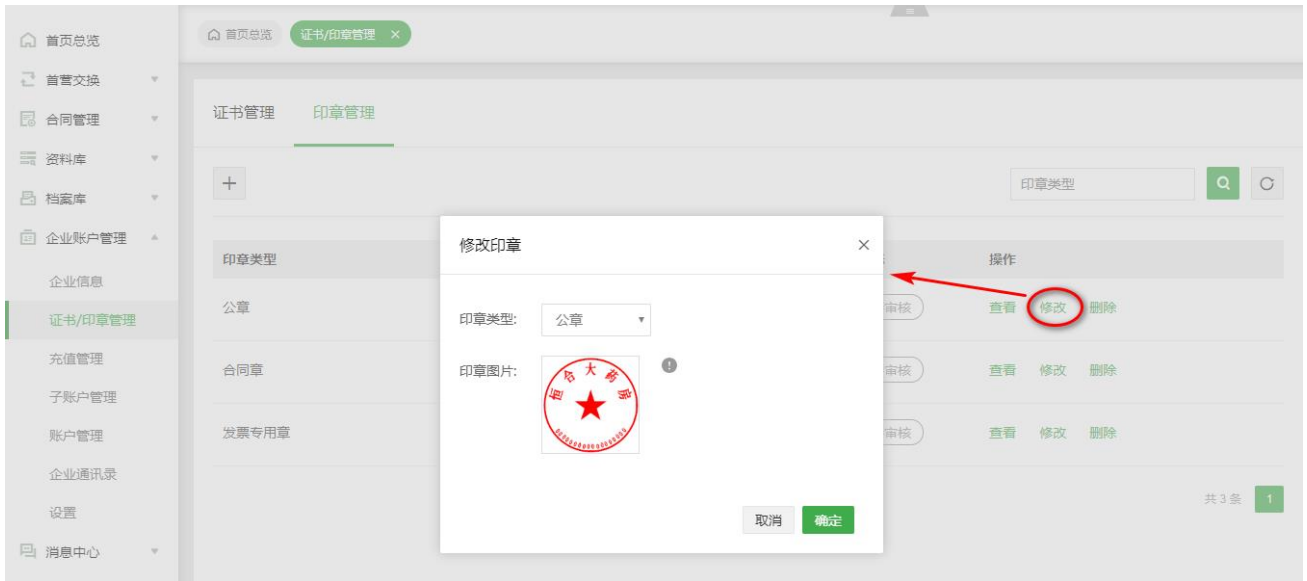 首页总览
首营交换
合同管理
资料库
档案库
企业账户管理
企业信息
证书/印章管理
充值管理
子账户管理
账户管理
企业通讯录
设置
消息中心
首页总览 证书/印章管理 ×
证书管理 印章管理
+ 印章类型
印章类型 操作
公章 审核 查看 修改 删除
合同章 审核 查看 修改 删除
发票专用章 审核 查看 修改 删除
共3条 1
修改印章 ×
印章类型: 公章
印章图片:
恒合大药房
取消 确定